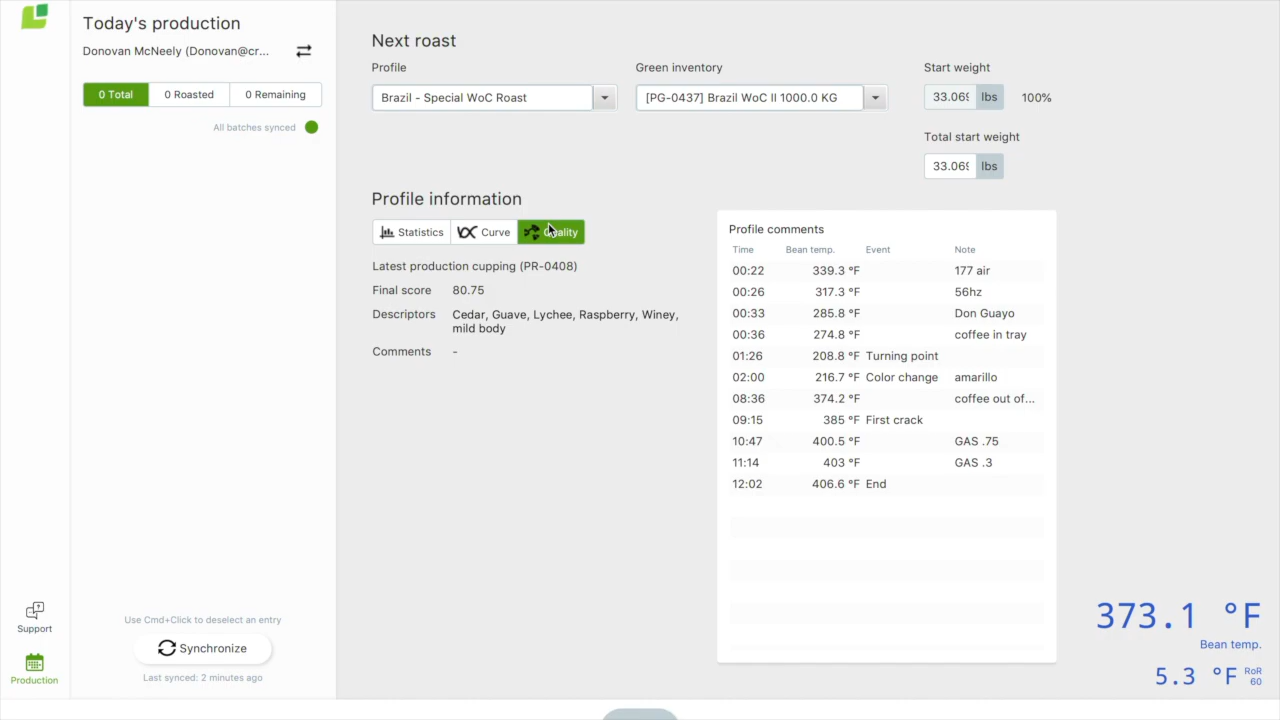 Today's production
Donovan McNeely (Donovan@cr...
0 Total
0 Roasted
0 Remaining
All batches synced
Next roast
Profile
Green inventory
Start weight
Brazil - Special WoC Roast
[PG-0437] Brazil WoC II 1000.0 KG
33.069 lbs
100%
Total start weight
33.069 lbs
Profile information
Statistics
Curve
Quality
Latest production cupping (PR-0408)
Final score 80.75
Descriptors Cedar, Guave, Lychee, Raspberry, Winey,
mild body
Comments -
Profile comments
Time Bean temp. Event Note
00:22 339.3 °F 177 air
00:26 317.3 °F 56hz
00:33 285.8 °F Don Guayo
00:36 274.8 °F coffee in tray
01:26 208.8 °F Turning point
02:00 216.7 °F Color change amarillo
08:36 374.2 °F coffee out of...
09:15 385 °F First crack
10:47 400.5 °F GAS .75
11:14 403 °F GAS .3
12:02 406.6 °F End
Support
Production
Use Cmd+Click to deselect an entry
Synchronize
Last synced: 2 minutes ago
373.1 °F
Bean temp.
5.3 °F RoR
60